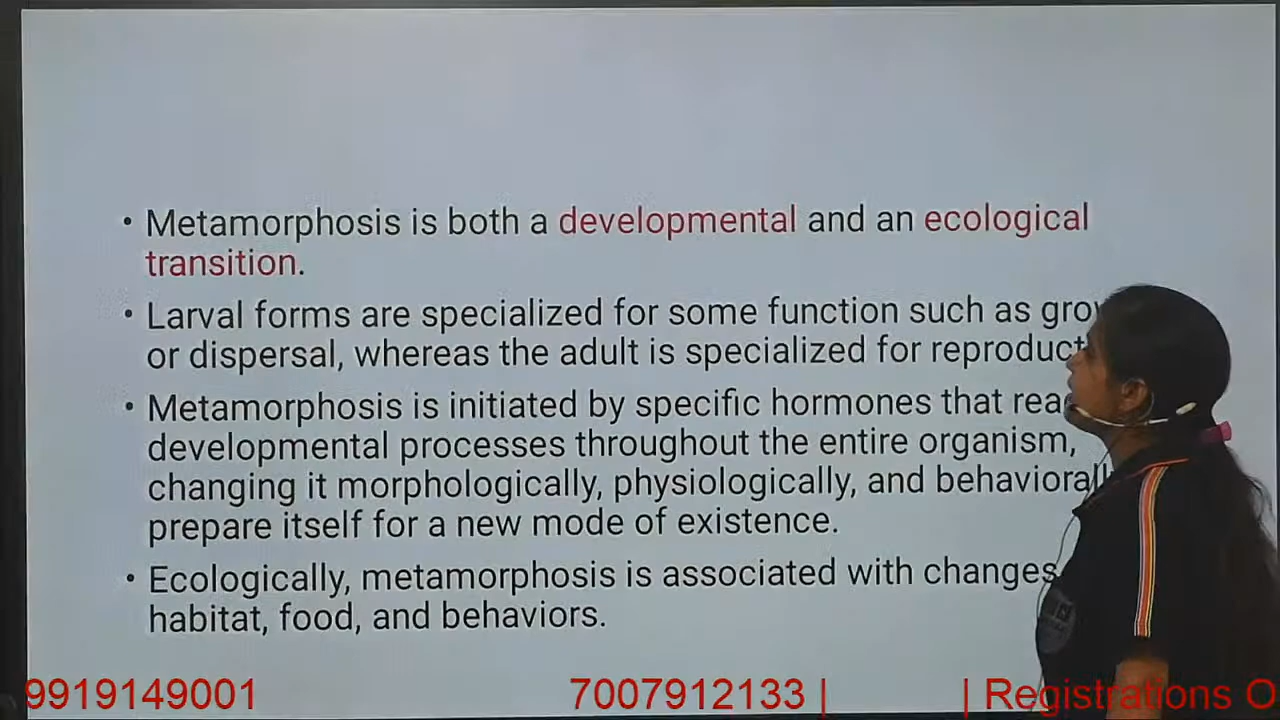 • Metamorphosis is both a developmental and an ecological
transition.
• Larval forms are specialized for some function such as
or dispersal, whereas the adult is specialized for
• Metamorphosis is initiated by specific hormones that
developmental processes throughout the entire organism,
changing it morphologically, physiologically, and
prepare itself for a new mode of existence.
• Ecologically, metamorphosis is associated with changes
habitat, food, and behaviors.
9919149001 7007912133 | | Registrations